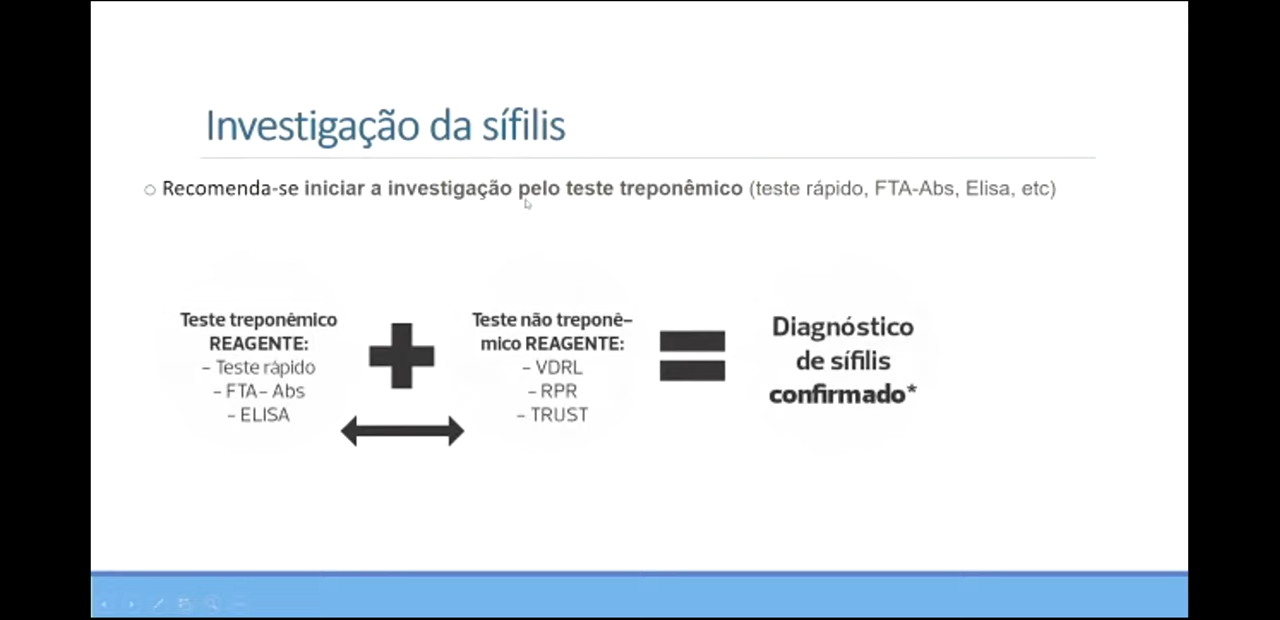 Investigação da sífilis
○ Recomenda-se iniciar a investigação pelo teste treponêmico (teste rápido, FTA-Abs, Elisa, etc)
Teste treponêmico
REAGENTE:
– Teste rápido
– FTA– Abs
– ELISA
Teste não treponê–
mico REAGENTE:
– VDRL
– RPR
– TRUST
Diagnóstico
de sífilis
confirmado*